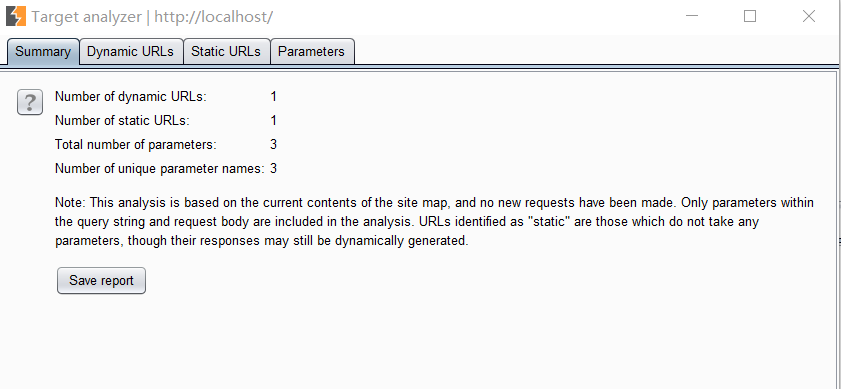 Target analyzer | http://localhost/
Summary Dynamic URLs Static URLs Parameters
? Number of dynamic URLs: 1
Number of static URLs: 1
Total number of parameters: 3
Number of unique parameter names: 3
Note: This analysis is based on the current contents of the site map, and no new requests have been made. Only parameters within
the query string and request body are included in the analysis. URLs identified as "static" are those which do not take any
parameters, though their responses may still be dynamically generated.
Save report